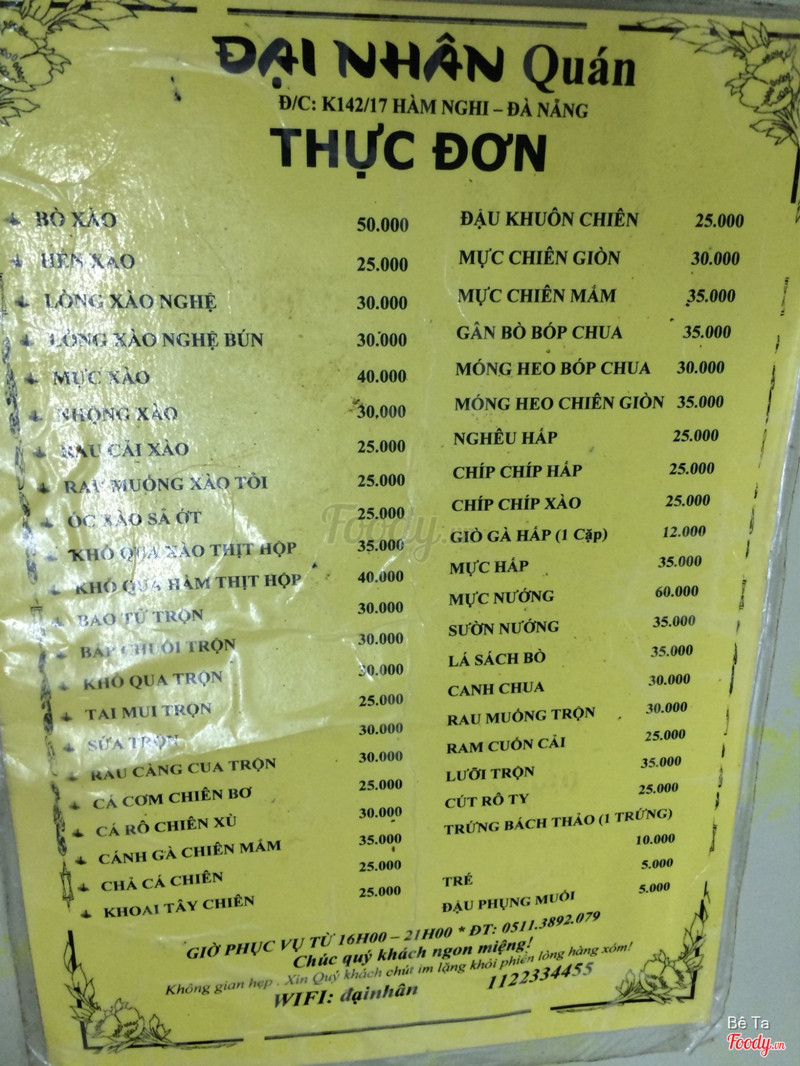 ĐẠI NHÂN Quán
Đ/C: K142/17 HÀM NGHI – ĐÀ NẴNG
THỰC ĐƠN
BÒ XÀO 50.000
HẾN XÀO 25.000
LÒNG XÀO NGHỆ 30.000
LÒNG XÀO NGHỆ BÚN 30.000
MỰC XÀO 40.000
NHỘNG XÀO 30.000
RAU CẢI XÀO 25.000
RAU MUỐNG XÀO TỎI 25.000
ỐC XÀO SẢ ỚT 25.000
KHỔ QUA XÀO THỊT HỘP 35.000
KHỔ QUA HẦM THỊT HỘP 40.000
BAO TỬ TRỘN 30.000
BẮP CHUỐI TRỘN 30.000
KHỔ QUA TRỘN 30.000
TAI MUI TRỘN 25.000
SỨA TRỘN 30.000
RAU CÀNG CUA TRỘN 30.000
CÁ CƠM CHIÊN BƠ 25.000
CÁ RÔ CHIÊN XÙ 30.000
CÁNH GÀ CHIÊN MẮM 35.000
CHẢ CÁ CHIÊN 25.000
KHOAI TÂY CHIÊN 25.000
ĐẬU KHUÔN CHIÊN 25.000
MỰC CHIÊN GIÒN 30.000
MỰC CHIÊN MẮM 35.000
GÂN BÒ BÓP CHUA 35.000
MÓNG HEO BÓP CHUA 30.000
MÓNG HEO CHIÊN GIÒN 35.000
NGHÊU HẤP 25.000
CHÍP CHÍP HẤP 25.000
CHÍP CHÍP XÀO 25.000
GIÒ GÀ HẤP (1 Cặp) 12.000
MỰC HẤP 35.000
MỰC NƯỚNG 60.000
SƯỜN NƯỚNG 35.000
LÁ SÁCH BÒ 35.000
CANH CHUA 30.000
RAU MUỐNG TRỘN 30.000
RAM CUỐN CẢI 25.000
LƯỠI TRỘN 35.000
CÚT RÔ TY 25.000
TRỨNG BÁCH THẢO (1 TRỨNG)
10.000
TRÉ 5.000
ĐẬU PHỤNG MUỐI 5.000
GIỜ PHỤC VỤ TỪ 16H00 – 21H00 * ĐT: 0511.3892.079
Chúc quý khách ngon miệng!
Không gian hẹp . Xin Quý khách chút im lặng khỏi phiền lòng hàng xóm!
WIFI: đạinhân 1122334455
Foody.vn
Bê Ta
Foody.vn